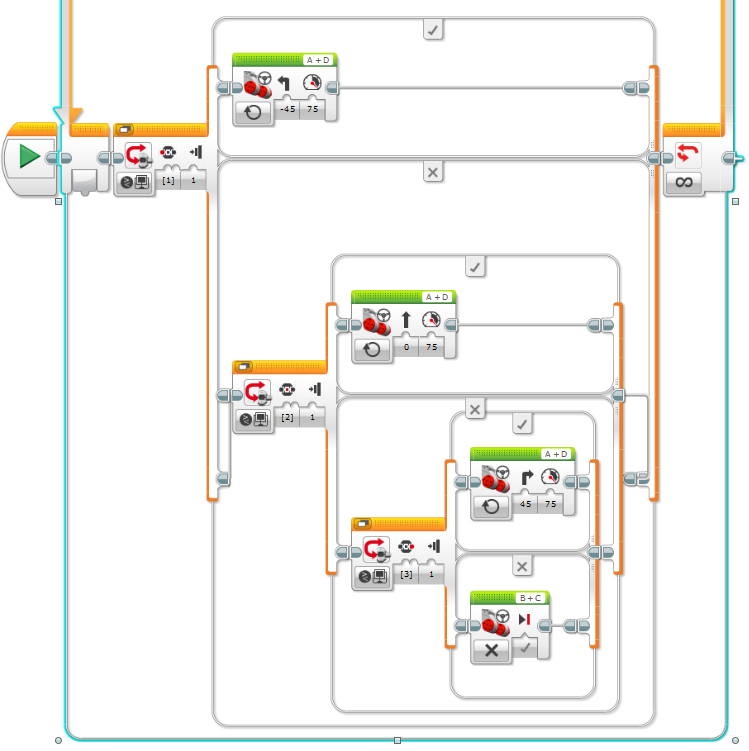 A + D
-45 75
[1] 1
A + D
0 75
[2] 1
A + D
45 75
[3] 1
B + C